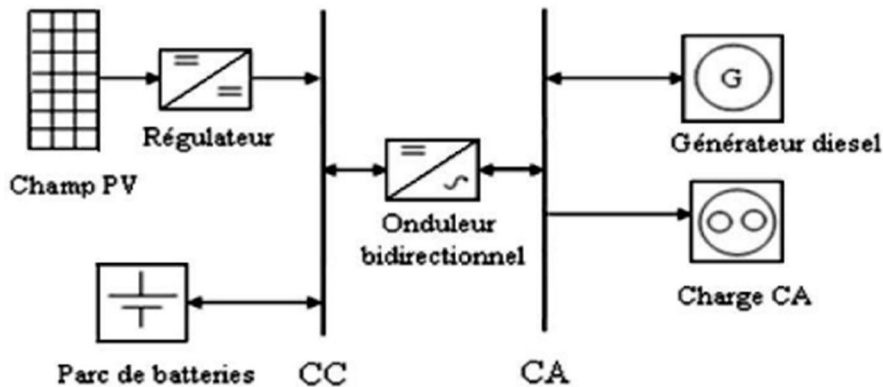 Champ PV
Régulateur
Onduleur
bidirectionnel
G
Générateur diesel
Charge CA
Parc de batteries
CC
CA